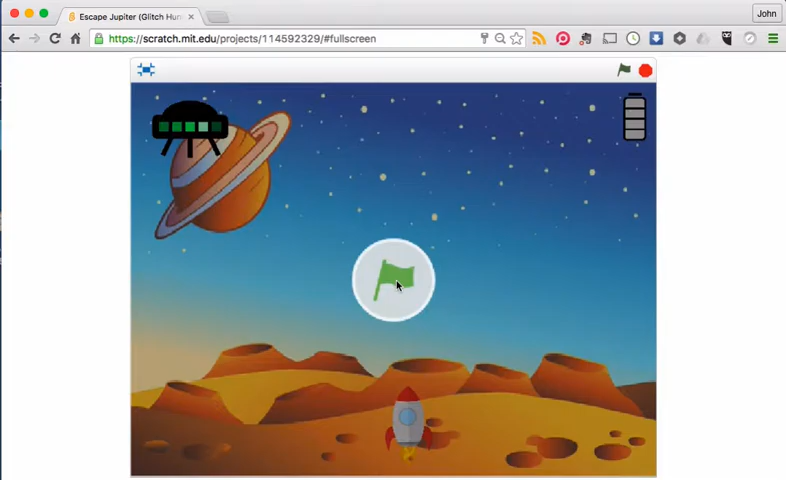 Escape Jupiter (Glitch Hun
John
https://scratch.mit.edu/projects/114592329/#fullscreen